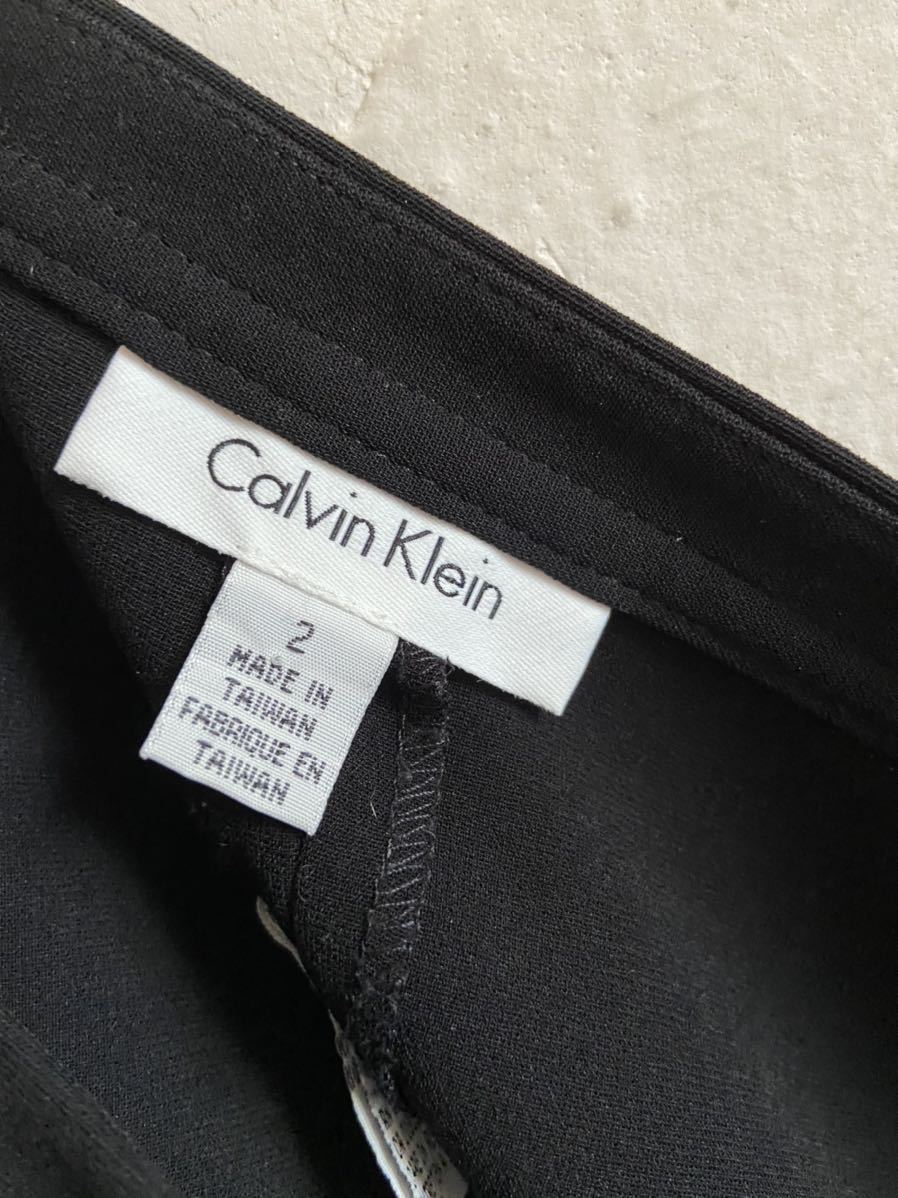 Calvin Klein
2
MADE IN
TAIWAN
FABRIQUE EN
TAIWAN